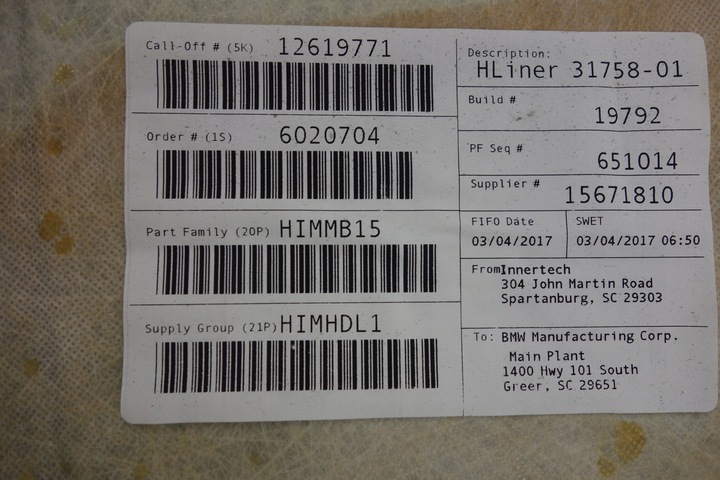 Call-Off # (5K) 12619771
Order # (1S) 6020704
Part Family (20P) HIMMB15
Supply Group (21P) HIMHDL1
Description:
HLiner 31758-01
Build #
19792
PF Seq #
651014
Supplier #
15671810
FIFO Date
03/04/2017
SWET
03/04/2017 06:50
From Innertech
304 John Martin Road
Spartanburg, SC 29303
To: BMW Manufacturing Corp.
Main Plant
1400 Hwy 101 South
Greer, SC 29651